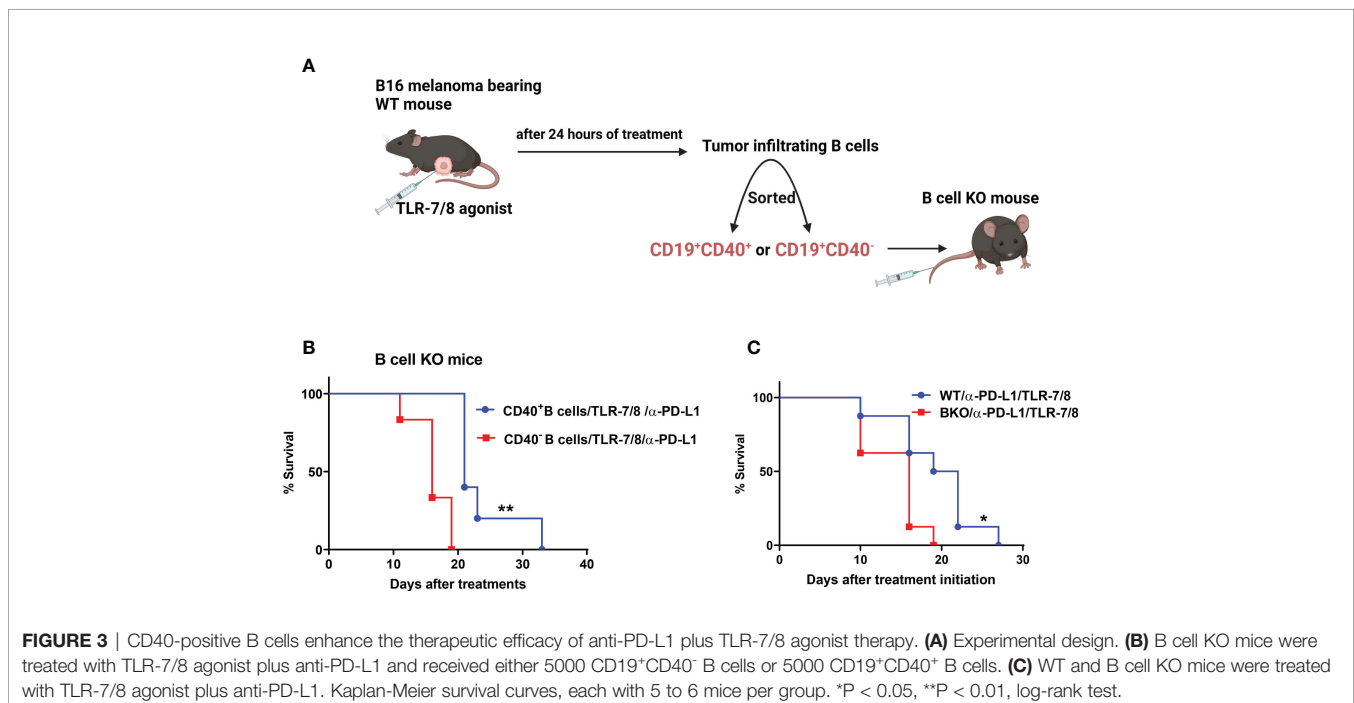 A
B16 melanoma bearing
WT mouse
after 24 hours of treatment
TLR-7/8 agonist
Tumor infiltrating B cells
Sorted
CD19⁺CD40⁺ or CD19⁺CD40⁻
B cell KO mouse
B
B cell KO mice
100
50
0
% Survival
0 10 20 30 40
Days after treatments
CD40⁺B cells/TLR-7/8 /α-PD-L1
CD40⁻ B cells/TLR-7/8/α-PD-L1
**
C
100
50
0
% Survival
0 10 20 30
Days after treatment initiation
WT/α-PD-L1/TLR-7/8
BKO/α-PD-L1/TLR-7/8
*
FIGURE 3 | CD40-positive B cells enhance the therapeutic efficacy of anti-PD-L1 plus TLR-7/8 agonist therapy. (A) Experimental design. (B) B cell KO mice were
treated with TLR-7/8 agonist plus anti-PD-L1 and received either 5000 CD19⁺CD40⁻ B cells or 5000 CD19⁺CD40⁺ B cells. (C) WT and B cell KO mice were treated
with TLR-7/8 agonist plus anti-PD-L1. Kaplan-Meier survival curves, each with 5 to 6 mice per group. *P < 0.05, **P < 0.01, log-rank test.